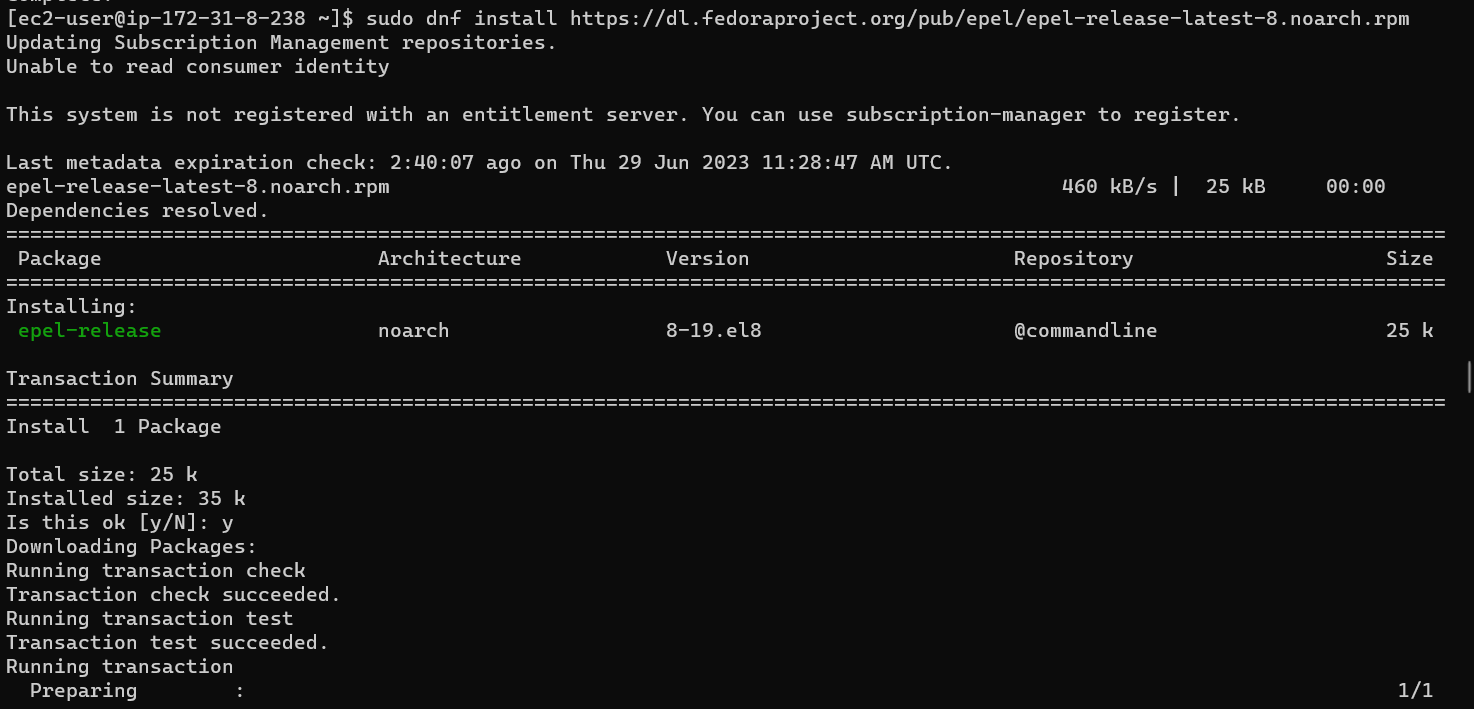 [ec2-user@ip-172-31-8-238 ~]$ sudo dnf install https://dl.fedoraproject.org/pub/epel/epel-release-latest-8.noarch.rpm
Updating Subscription Management repositories.
Unable to read consumer identity

This system is not registered with an entitlement server. You can use subscription-manager to register.

Last metadata expiration check: 2:40:07 ago on Thu 29 Jun 2023 11:28:47 AM UTC.
epel-release-latest-8.noarch.rpm                                                        460 kB/s |  25 kB     00:00
Dependencies resolved.
========================================================================================================================
 Package                       Architecture            Version                      Repository                     Size
========================================================================================================================
Installing:
 epel-release                  noarch                  8-19.el8                     @commandline                   25 k

Transaction Summary
========================================================================================================================
Install  1 Package

Total size: 25 k
Installed size: 35 k
Is this ok [y/N]: y
Downloading Packages:
Running transaction check
Transaction check succeeded.
Running transaction test
Transaction test succeeded.
Running transaction
  Preparing        :                                                                                                 1/1